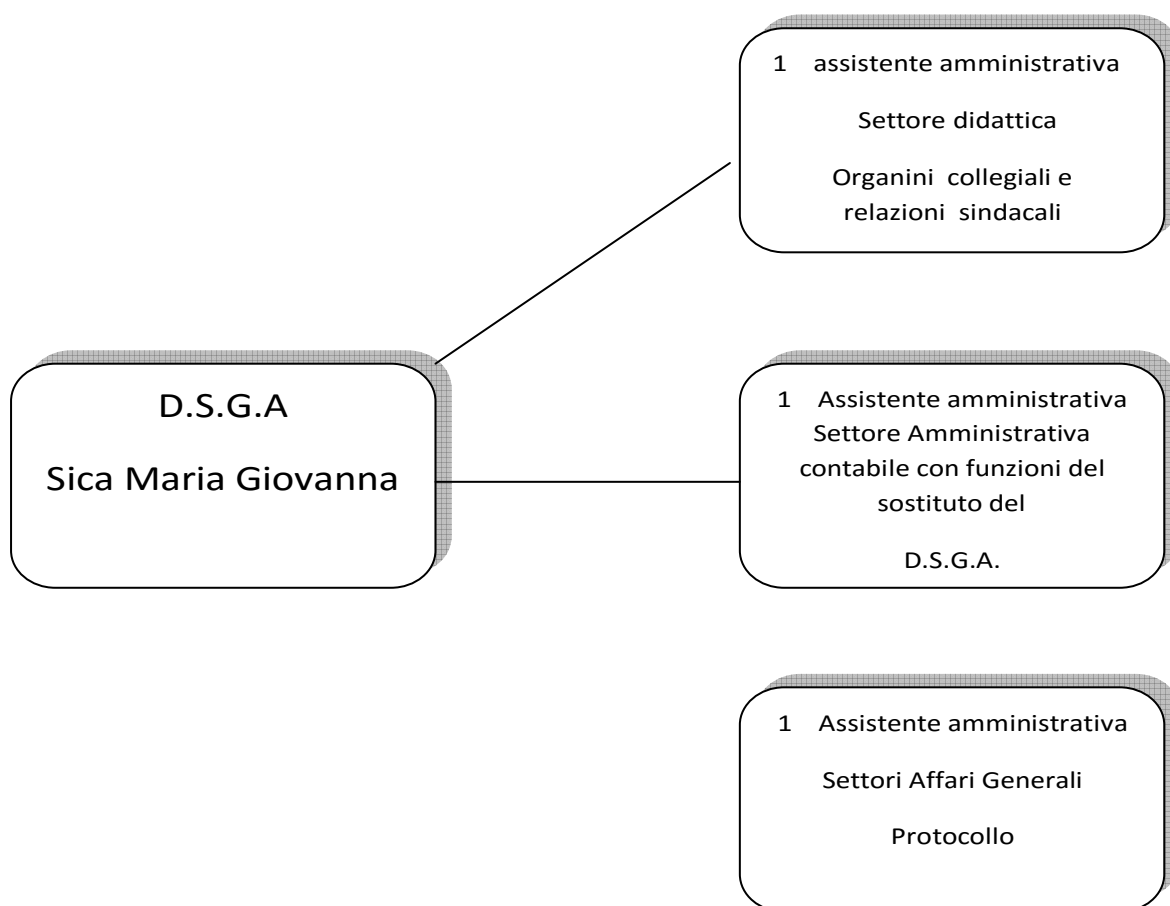 1 assistente amministrativa
Settore didattica
Organini collegiali e
relazioni sindacali
D.S.G.A
Sica Maria Giovanna
1 Assistente amministrativa
Settore Amministrativa
contabile con funzioni del
sostituto del
D.S.G.A.
1 Assistente amministrativa
Settori Affari Generali
Protocollo